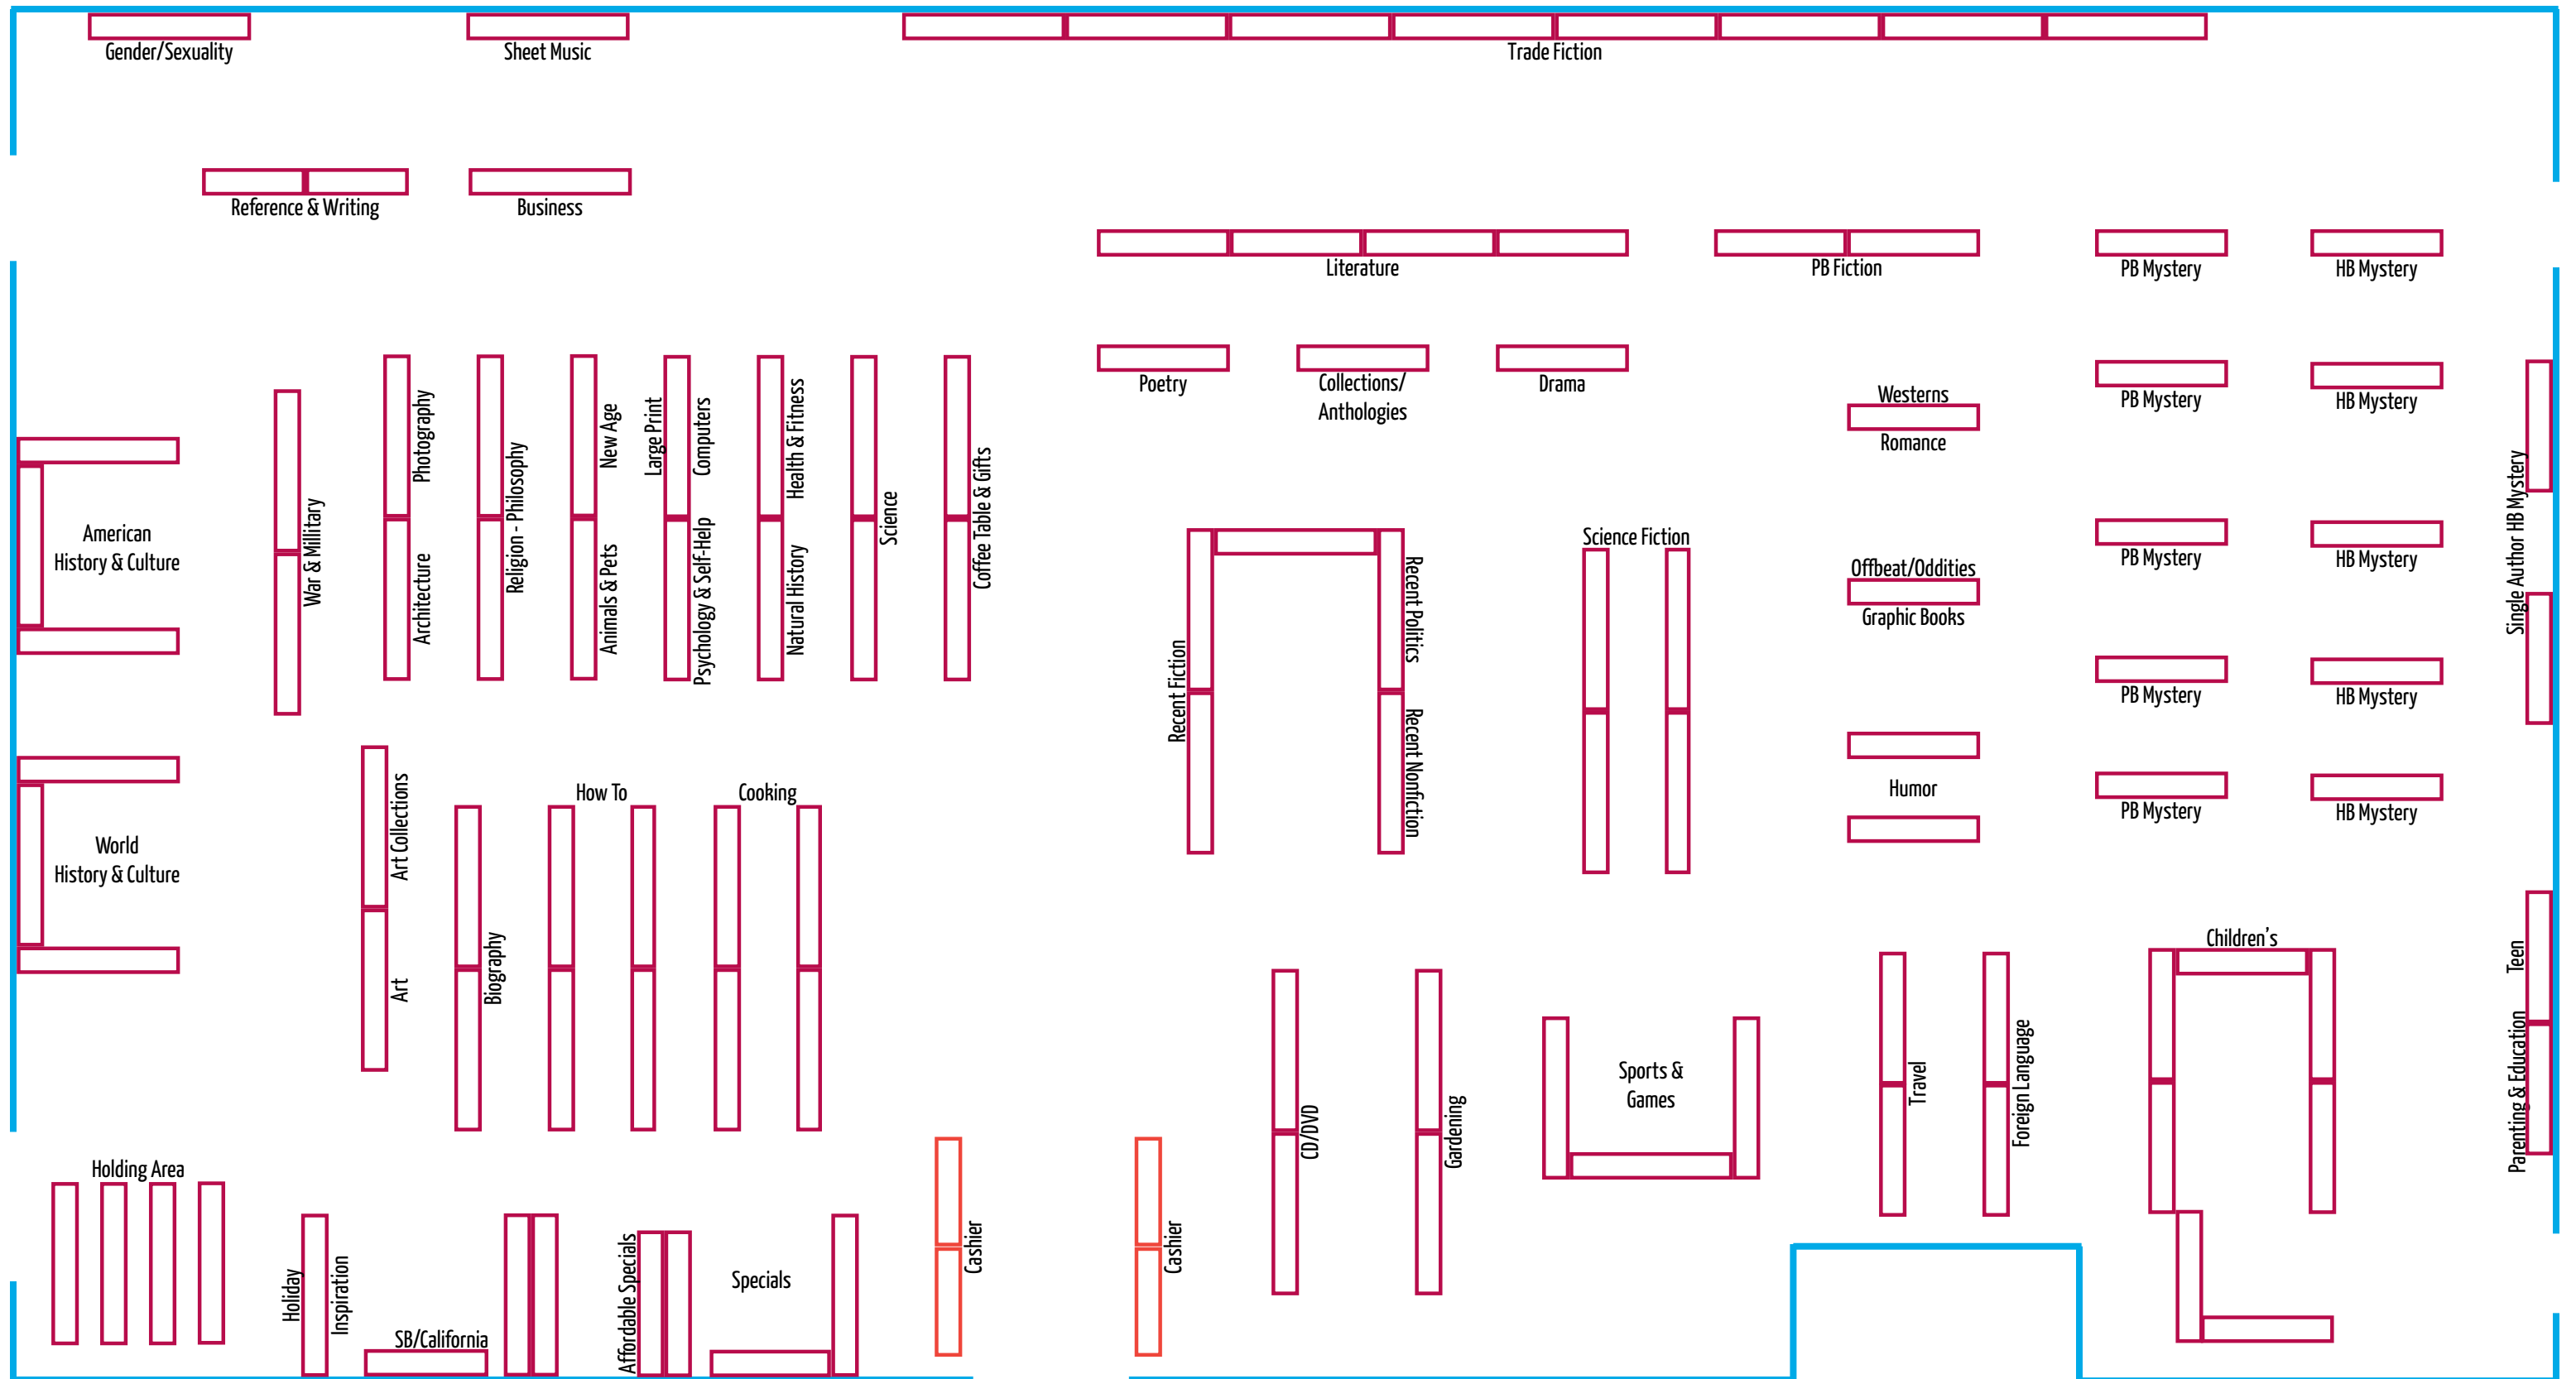 Gender/Sexuality
Sheet Music
Trade Fiction
Reference & Writing
Business
Literature
PB Fiction
PB Mystery
HB Mystery
Poetry
Collections/
Anthologies
Drama
Westerns
Romance
PB Mystery
HB Mystery
American
History & Culture
War & Military
Photography
Architecture
Religion - Philosophy
New Age
Animals & Pets
Large Print
Computers
Psychology & Self-Help
Health & Fitness
Natural History
Science
Coffee Table & Gifts
Recent Fiction
Recent Politics
Recent Nonfiction
Science Fiction
Offbeat/Oddities
Graphic Books
PB Mystery
HB Mystery
Single Author HB Mystery
PB Mystery
HB Mystery
Humor
PB Mystery
HB Mystery
World
History & Culture
Art Collections
Art
Biography
How To
Cooking
CD/DVD
Gardening
Sports &
Games
Travel
Foreign Language
Children's
Teen
Parenting & Education
Holding Area
Holiday
Inspiration
SB/California
Affordable Specials
Specials
Cashier
Cashier